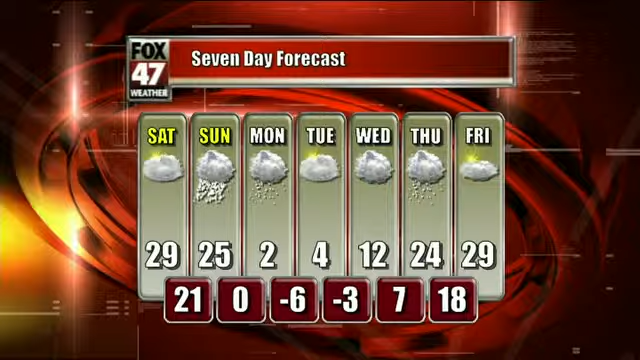 FOX
47
WEATHER
Seven Day Forecast
SAT SUN MON TUE WED THU FRI
29 25 2 4 12 24 29
21 0 -6 -3 7 18